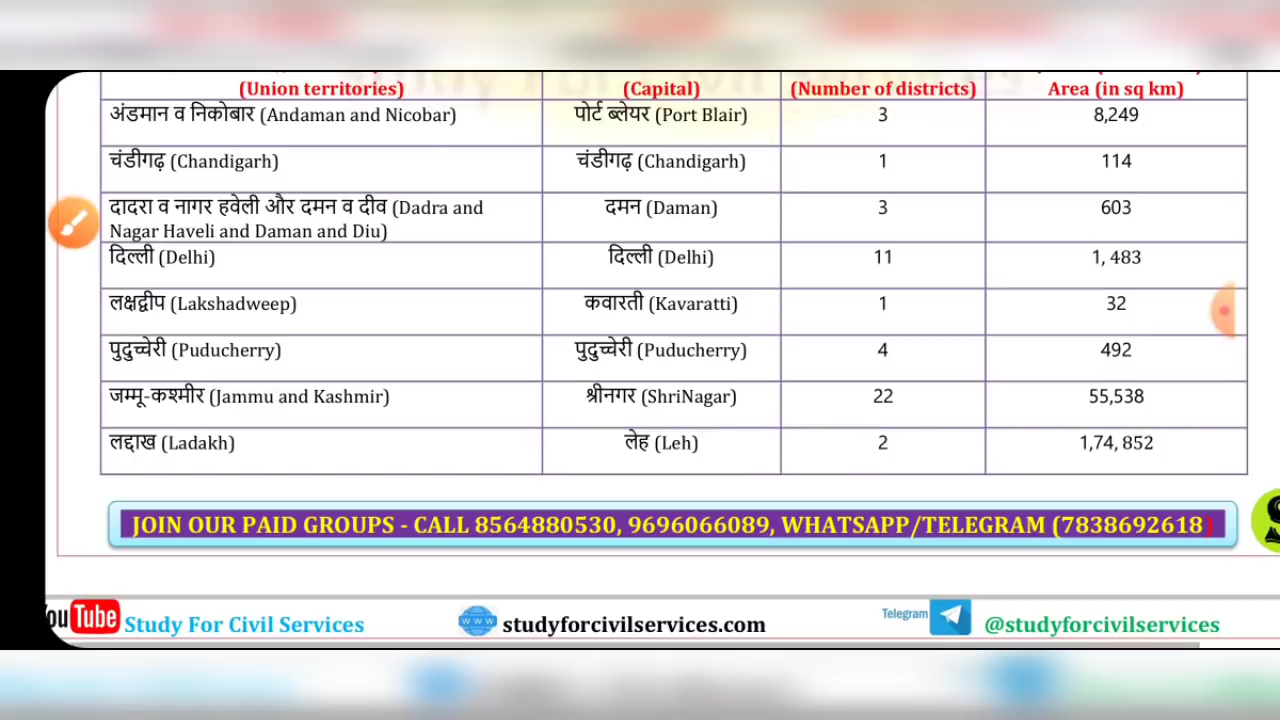 (Union territories) (Capital) (Number of districts) Area (in sq km)
अंडमान व निकोबार (Andaman and Nicobar) पोर्ट ब्लेयर (Port Blair) 3 8,249
चंडीगढ़ (Chandigarh) चंडीगढ़ (Chandigarh) 1 114
दादरा व नागर हवेली और दमन व दीव (Dadra and Nagar Haveli and Daman and Diu) दमन (Daman) 3 603
दिल्ली (Delhi) दिल्ली (Delhi) 11 1, 483
लक्षद्वीप (Lakshadweep) कवारती (Kavaratti) 1 32
पुदुच्चेरी (Puducherry) पुदुच्चेरी (Puducherry) 4 492
जम्मू-कश्मीर (Jammu and Kashmir) श्रीनगर (ShriNagar) 22 55,538
लद्दाख (Ladakh) लेह (Leh) 2 1,74, 852
JOIN OUR PAID GROUPS - CALL 8564880530, 9696066089, WHATSAPP/TELEGRAM (7838692618)
YouTube Study For Civil Services www studyforcivilservices.com Telegram @studyforcivilservices